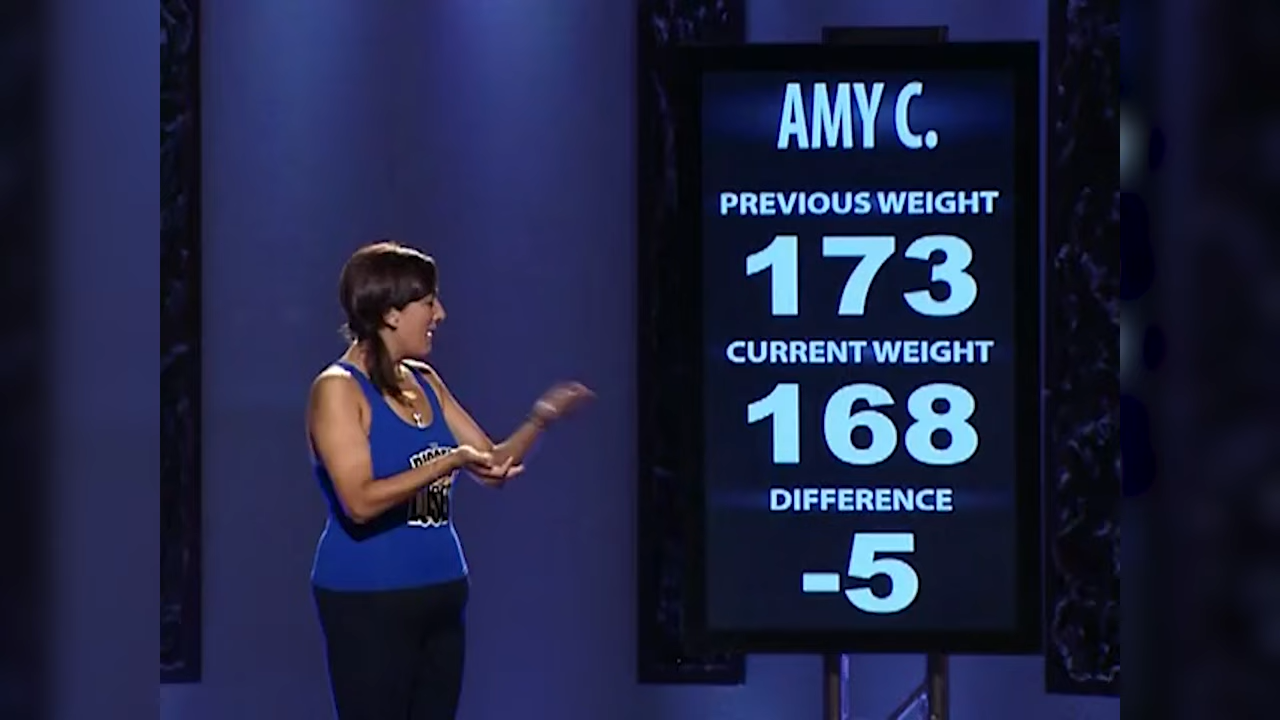 AMY C.
PREVIOUS WEIGHT
173
CURRENT WEIGHT
168
DIFFERENCE
-5